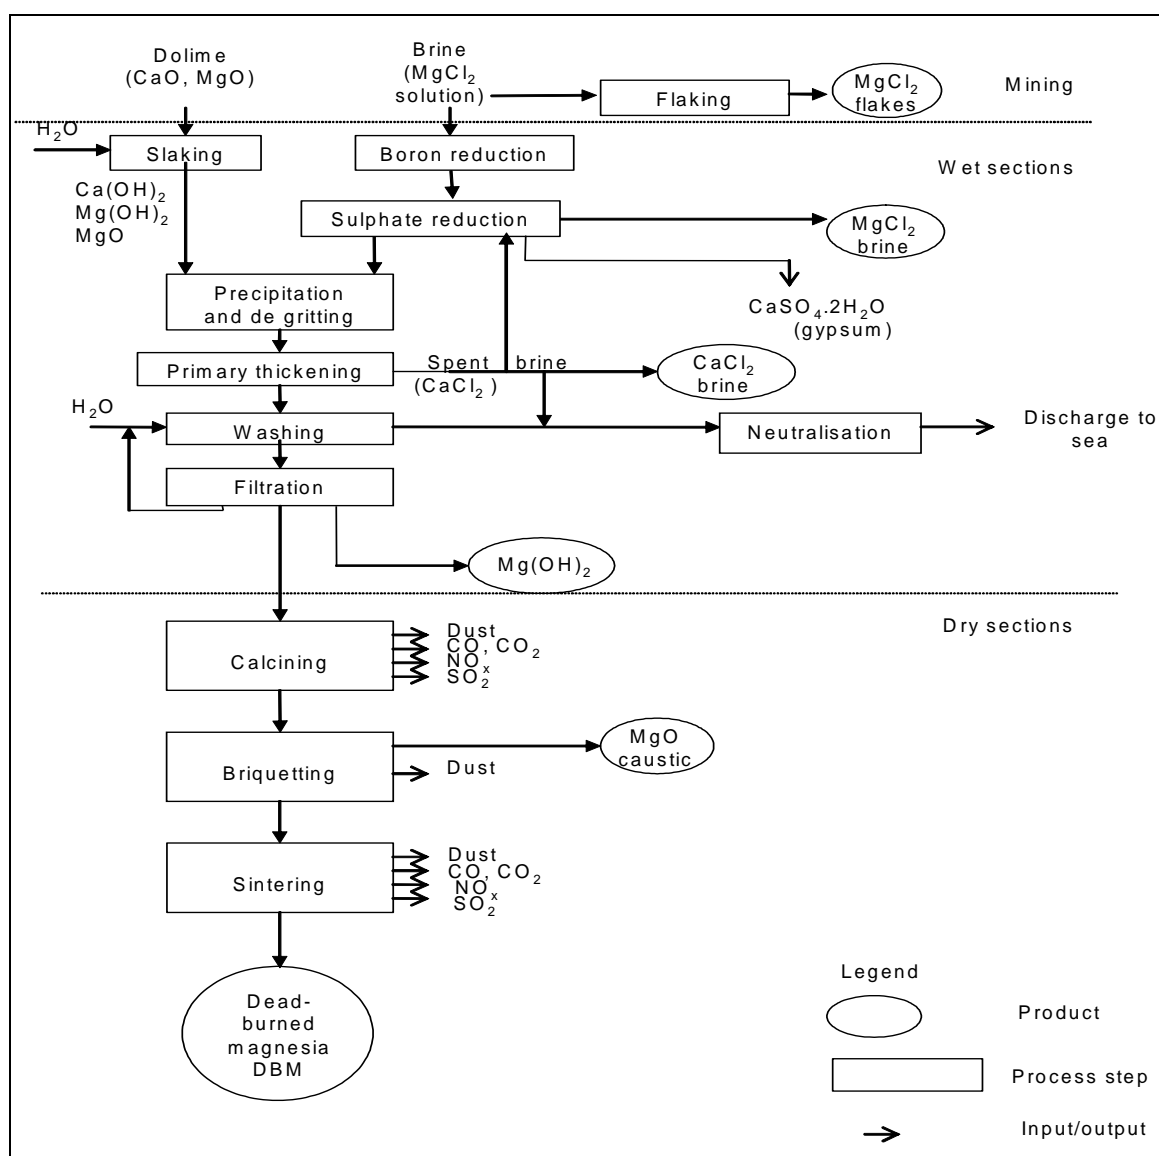 Dolime
(CaO, MgO)
Brine
(MgCl2
solution)
Flaking
MgCl2
flakes
Mining
H2O
Slaking
Boron reduction
Wet sections
Ca(OH)2
Mg(OH)2
MgO
Sulphate reduction
MgCl2
brine
Precipitation
and de gritting
CaSO4.2H2O
(gypsum)
Primary thickening
Spent brine
(CaCl2)
CaCl2
brine
H2O
Washing
Neutralisation
Discharge to
sea
Filtration
Mg(OH)2
Dry sections
Calcining
Dust
CO, CO2
NOx
SO2
Briquetting
MgO
caustic
Dust
Sintering
Dust
CO, CO2
NOx
SO2
Dead-
burned
magnesia
DBM
Legend
Product
Process step
Input/output